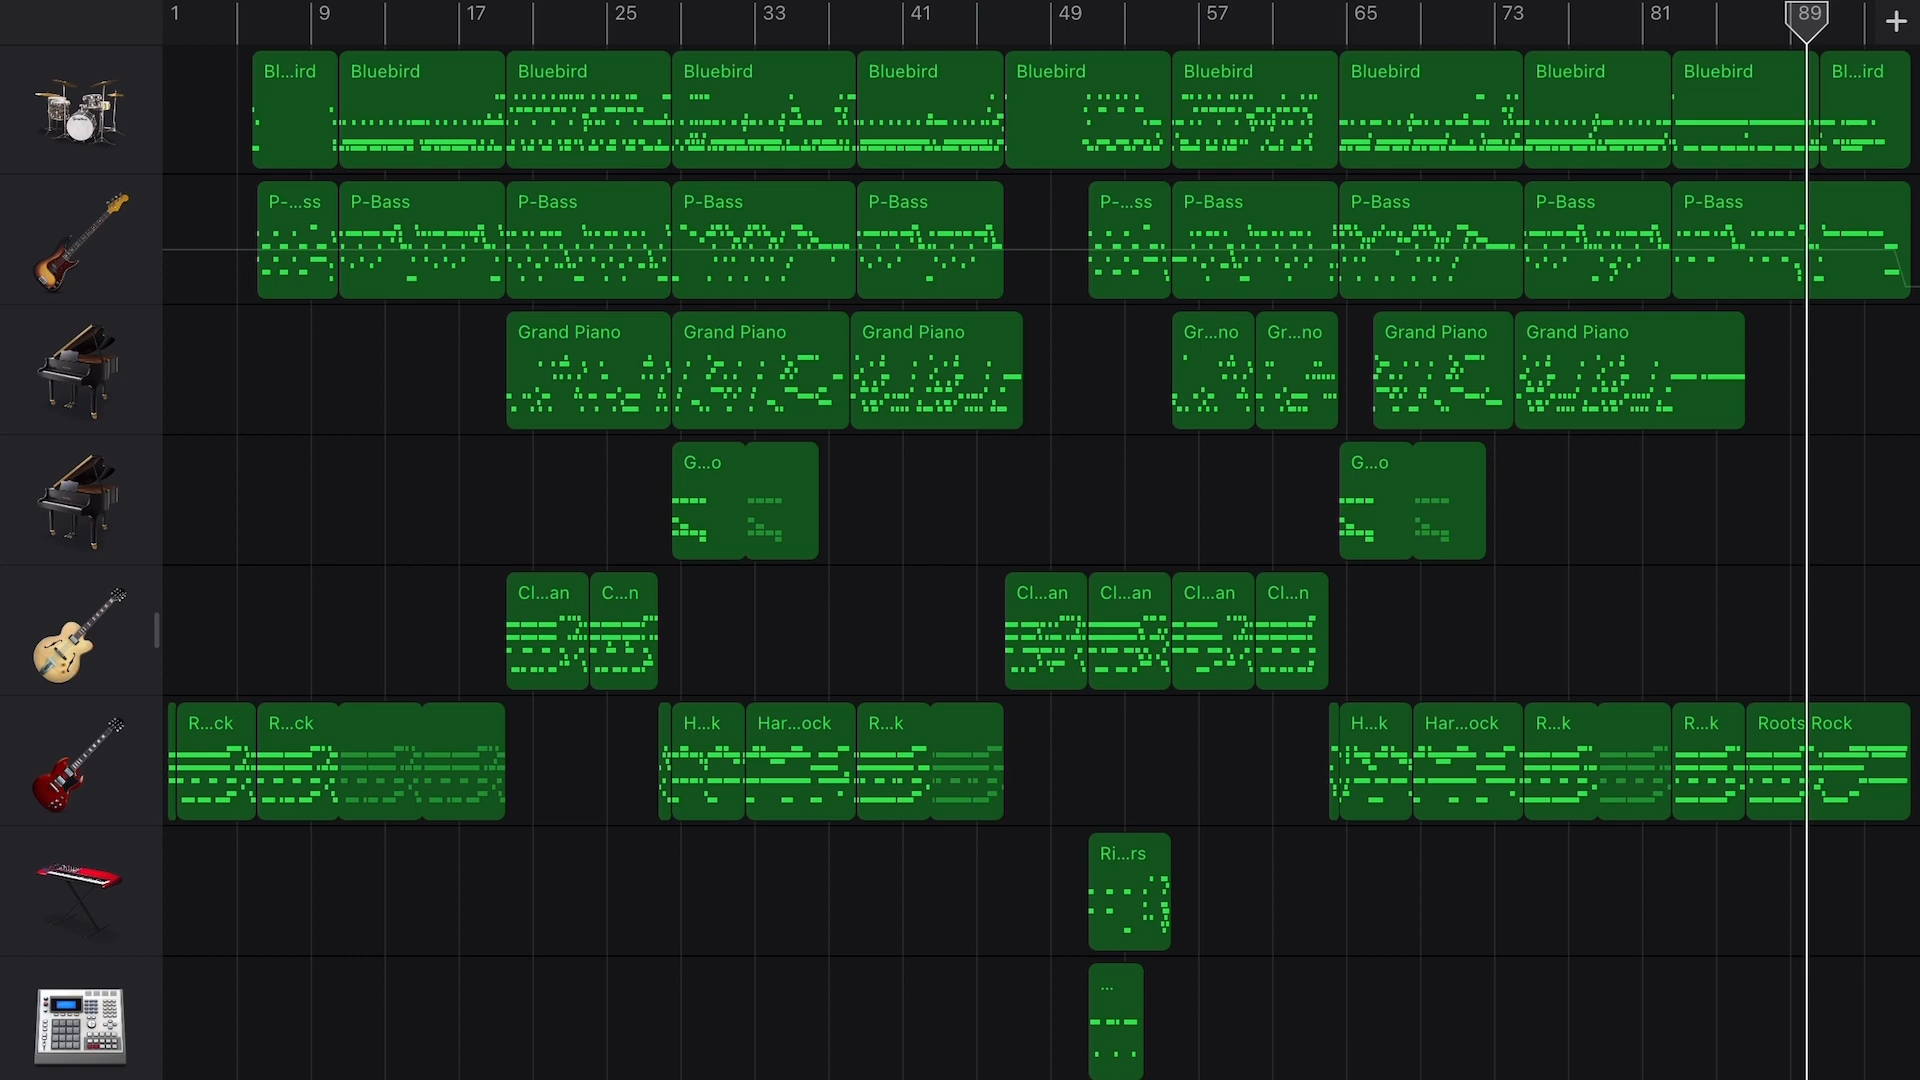 1 9 17 25 33 41 49 57 65 73 81 89 +
Bl...ird Bluebird Bluebird Bluebird Bluebird Bluebird Bluebird Bluebird Bluebird Bluebird Bl...ird
P-...ss P-Bass P-Bass P-Bass P-Bass P-...ss P-Bass P-Bass P-Bass P-Bass
Grand Piano Grand Piano Grand Piano Gr...no Gr...no Grand Piano Grand Piano
G...o G...o
Cl...an C...n Cl...an Cl...an Cl...an Cl...n
R...ck R...ck H...k Har...ock R...k H...k Har...ock R...k R...k Roots Rock
Ri...rs
...